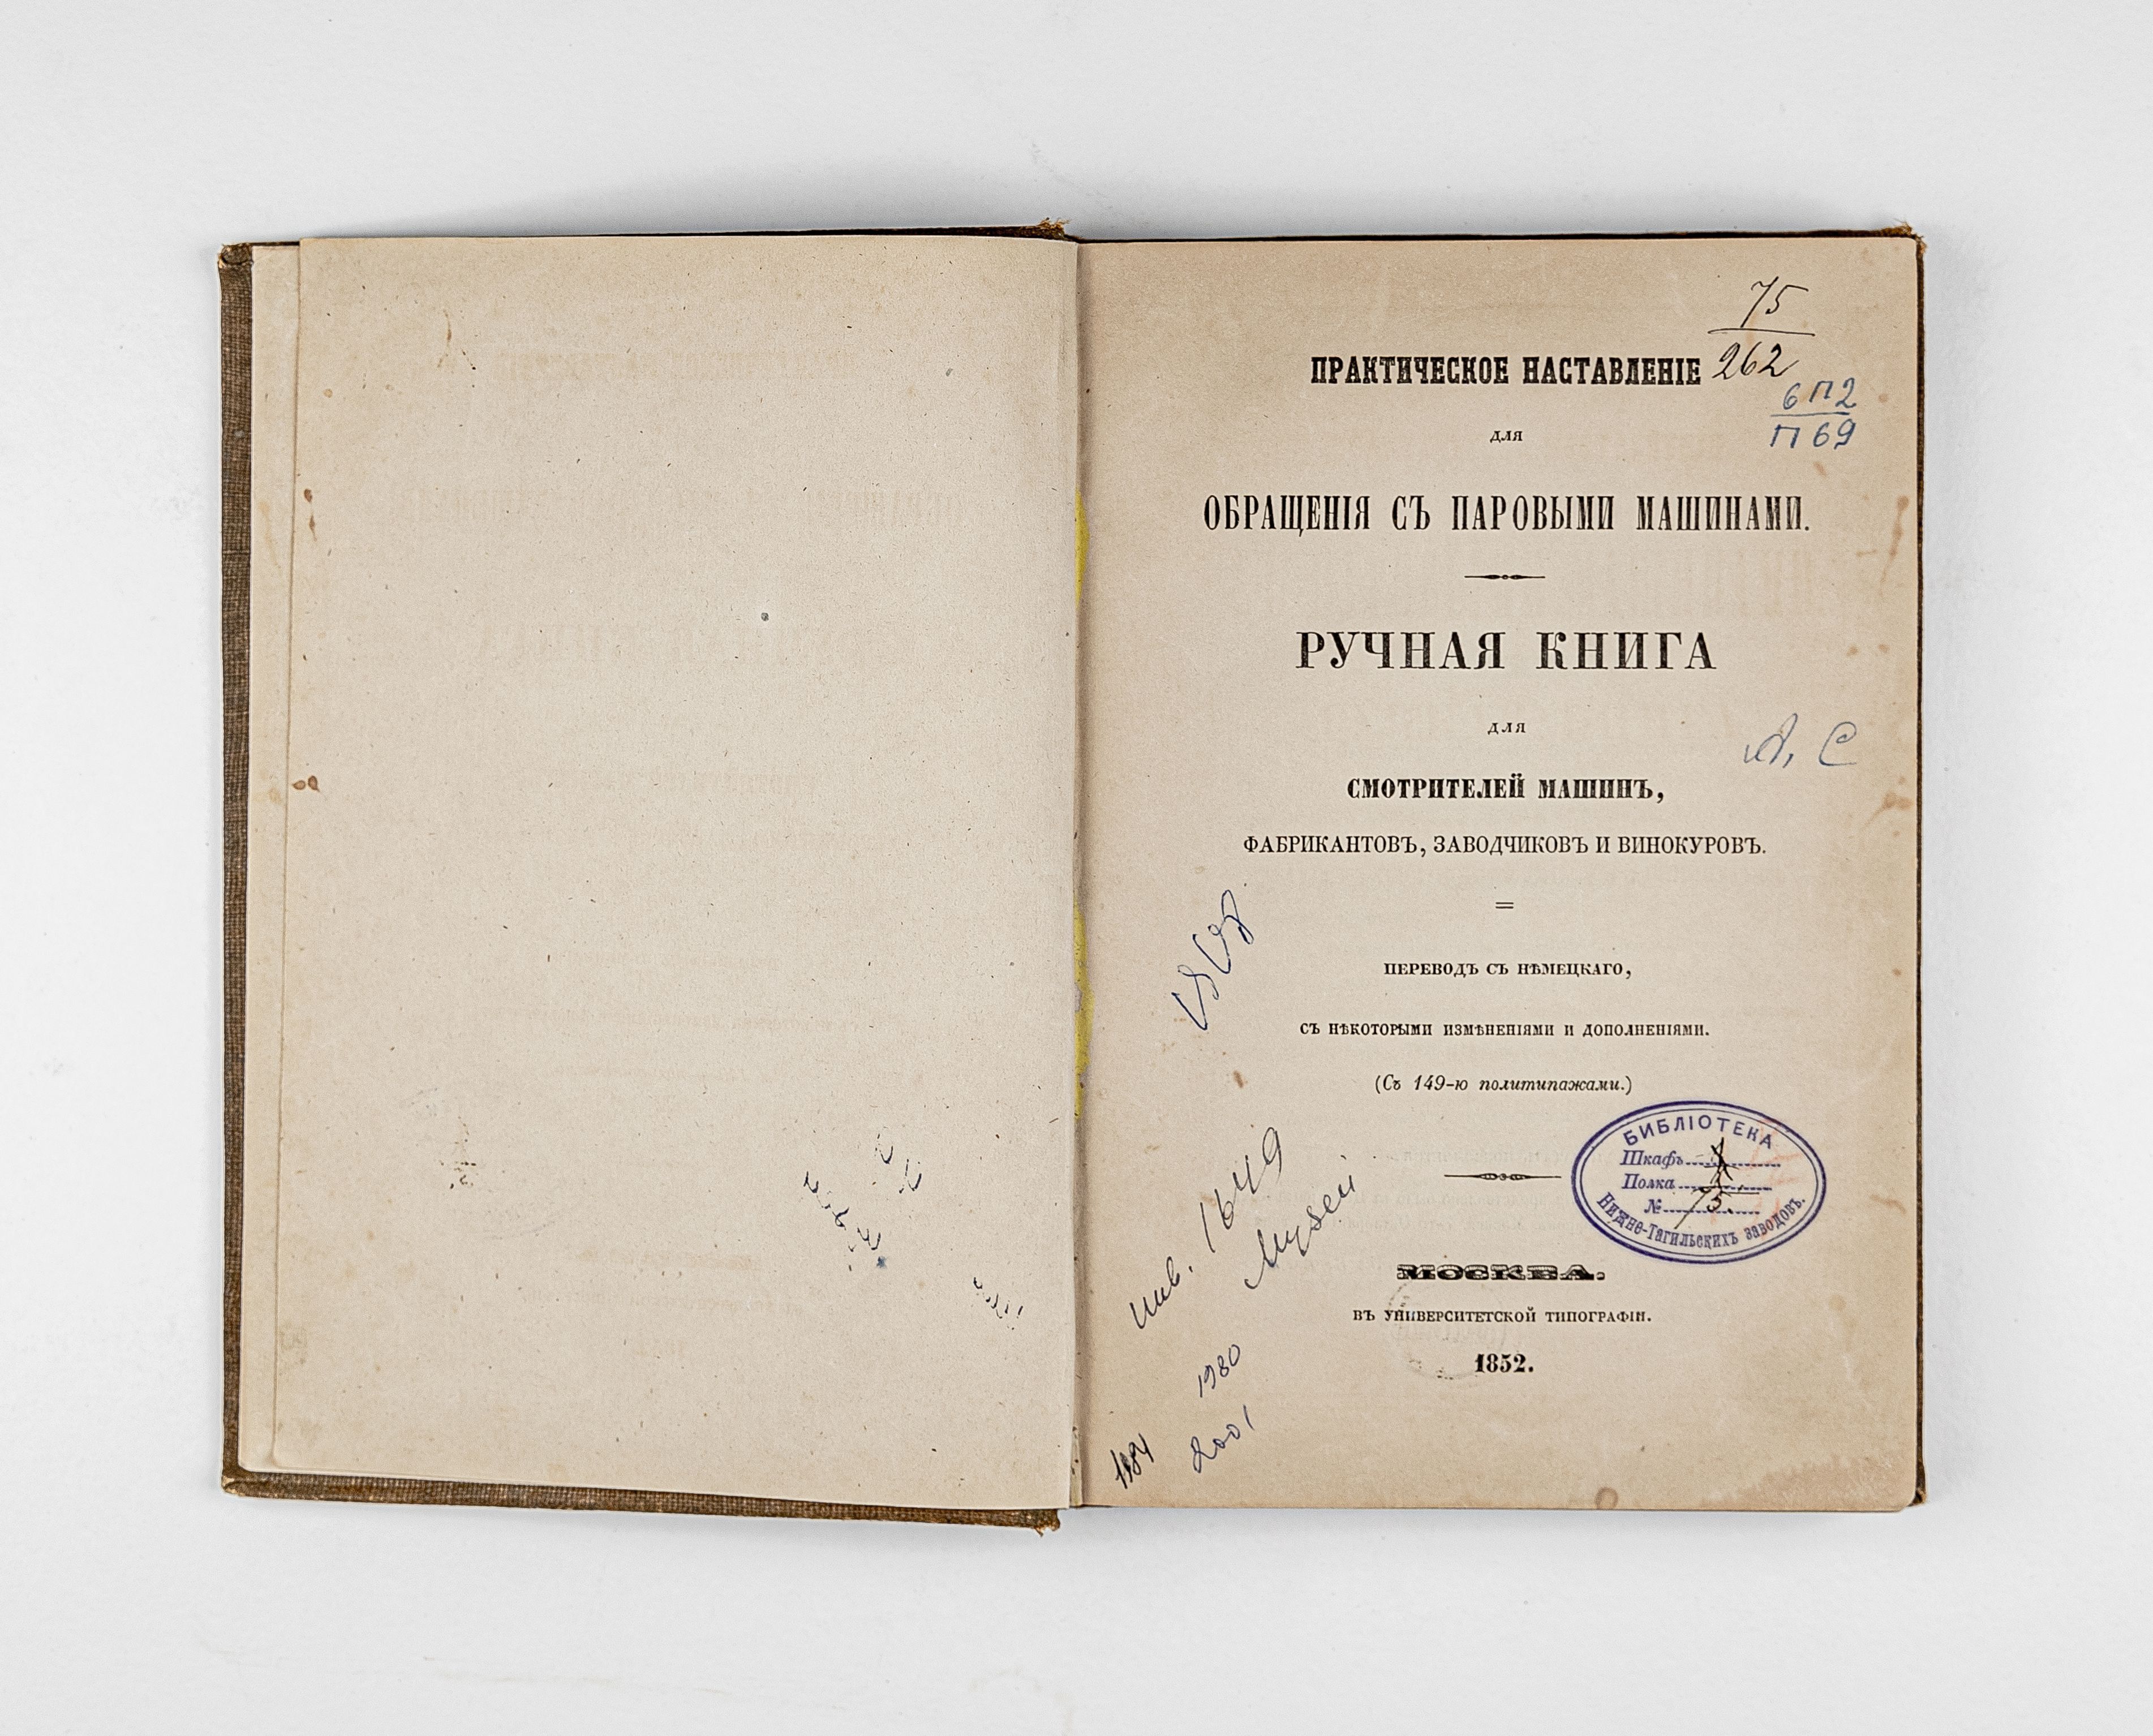 75
262
ПРАКТИЧЕСКОЕ НАСТАВЛЕНІЕ
6П2
П69
ДЛЯ
ОБРАЩЕНІЯ СЪ ПАРОВЫМИ МАШИНАМИ.
РУЧНАЯ КНИГА
ДЛЯ
А. С
СМОТРИТЕЛЕЙ МАШИНЪ,
ФАБРИКАНТОВЪ, ЗАВОДЧИКОВЪ И ВИНОКУРОВЪ.
=
ПЕРЕВОДЪ СЪ НѢМЕЦКАГО,
СЪ НѢКОТОРЫМИ ИЗМѢНЕНІЯМИ И ДОПОЛНЕНІЯМИ.
(Съ 149-ю политипажами.)
БИБЛІОТЕКА
Шкафъ
Полка
№ 75.
Нижне-Тагильскихъ заводовъ.
инв. 1649
Музей
МОСКВА.
ВЪ УНИВЕРСИТЕТСКОЙ ТИПОГРАФІИ.
1852.
1980
2001